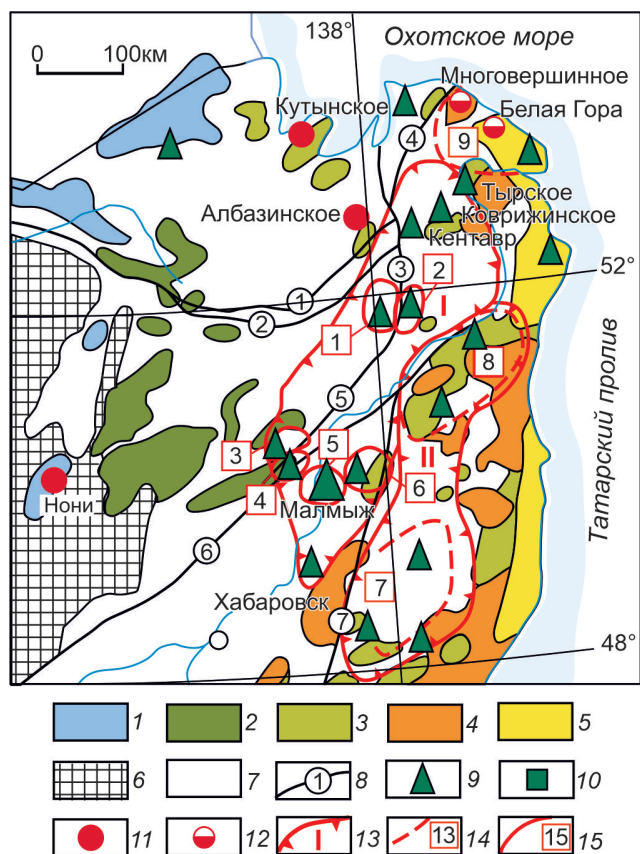 138°
Охотское море
0 100км
Многовершинное
Кутынское
Белая Гора
4
9
Албазинское
Тырское
Коврижинское
Кентавр
3
2
52°
1
I
2
1
8
5
Татарский пролив
3
5
II
4
6
Нони
Малмыж
6
7
Хабаровск
7
48°
1 2 3 4 5
6 7 1 8 9 10
11 12 I 13 13 14 15 15